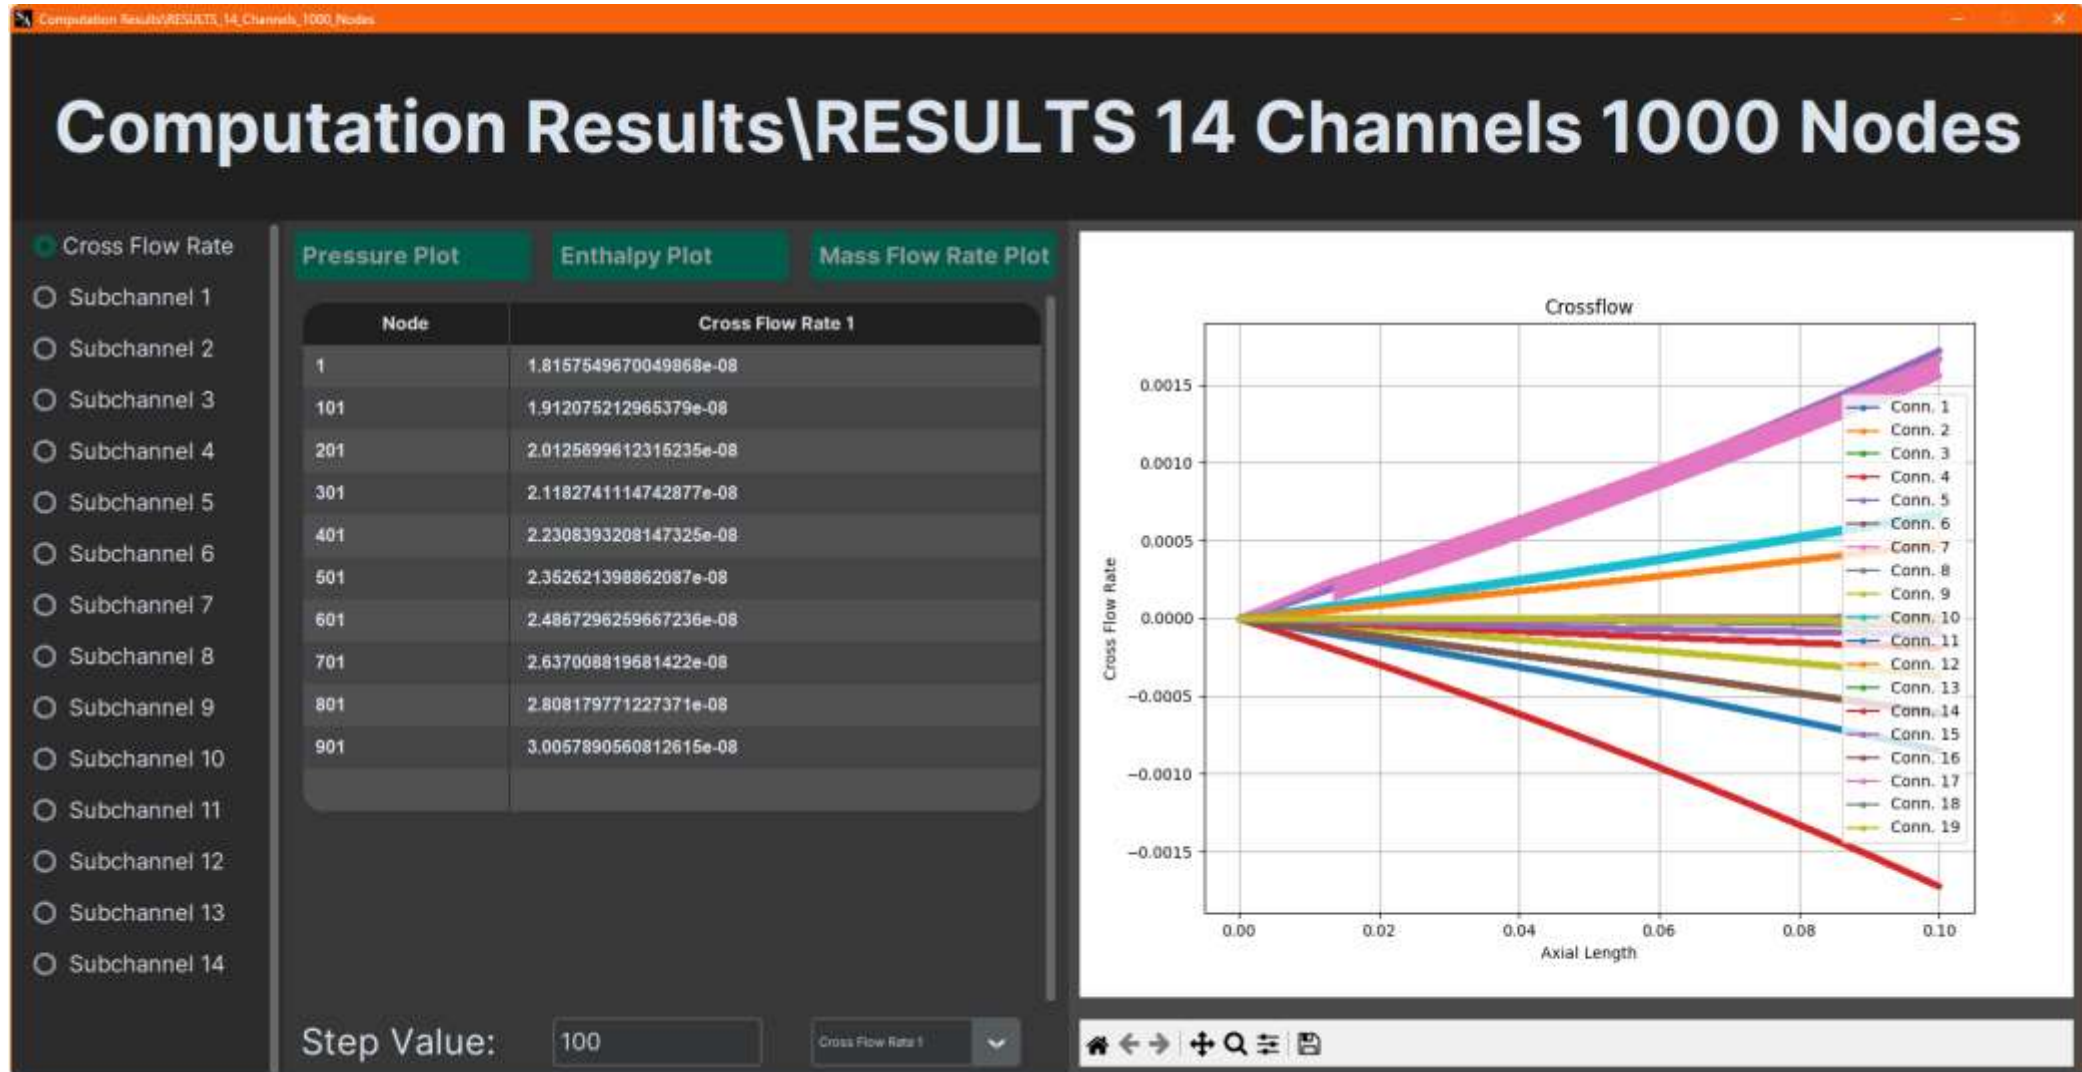 Computation Results\RESULTS_14_Channels_1000_Nodes
Computation Results\RESULTS 14 Channels 1000 Nodes
Cross Flow Rate
Subchannel 1
Subchannel 2
Subchannel 3
Subchannel 4
Subchannel 5
Subchannel 6
Subchannel 7
Subchannel 8
Subchannel 9
Subchannel 10
Subchannel 11
Subchannel 12
Subchannel 13
Subchannel 14
Pressure Plot Enthalpy Plot Mass Flow Rate Plot
Node Cross Flow Rate 1
1 1.8157549670049868e-08
101 1.912075212965379e-08
201 2.0125699612315235e-08
301 2.1182741114742877e-08
401 2.2308393208147325e-08
501 2.352621398862087e-08
601 2.4867296259667236e-08
701 2.637008819681422e-08
801 2.808179771227371e-08
901 3.0057890560812615e-08
Step Value: 100 Cross Flow Rate 1
Crossflow
Cross Flow Rate
0.0015
0.0010
0.0005
0.0000
−0.0005
−0.0010
−0.0015
Conn. 1
Conn. 2
Conn. 3
Conn. 4
Conn. 5
Conn. 6
Conn. 7
Conn. 8
Conn. 9
Conn. 10
Conn. 11
Conn. 12
Conn. 13
Conn. 14
Conn. 15
Conn. 16
Conn. 17
Conn. 18
Conn. 19
0.00 0.02 0.04 0.06 0.08 0.10
Axial Length